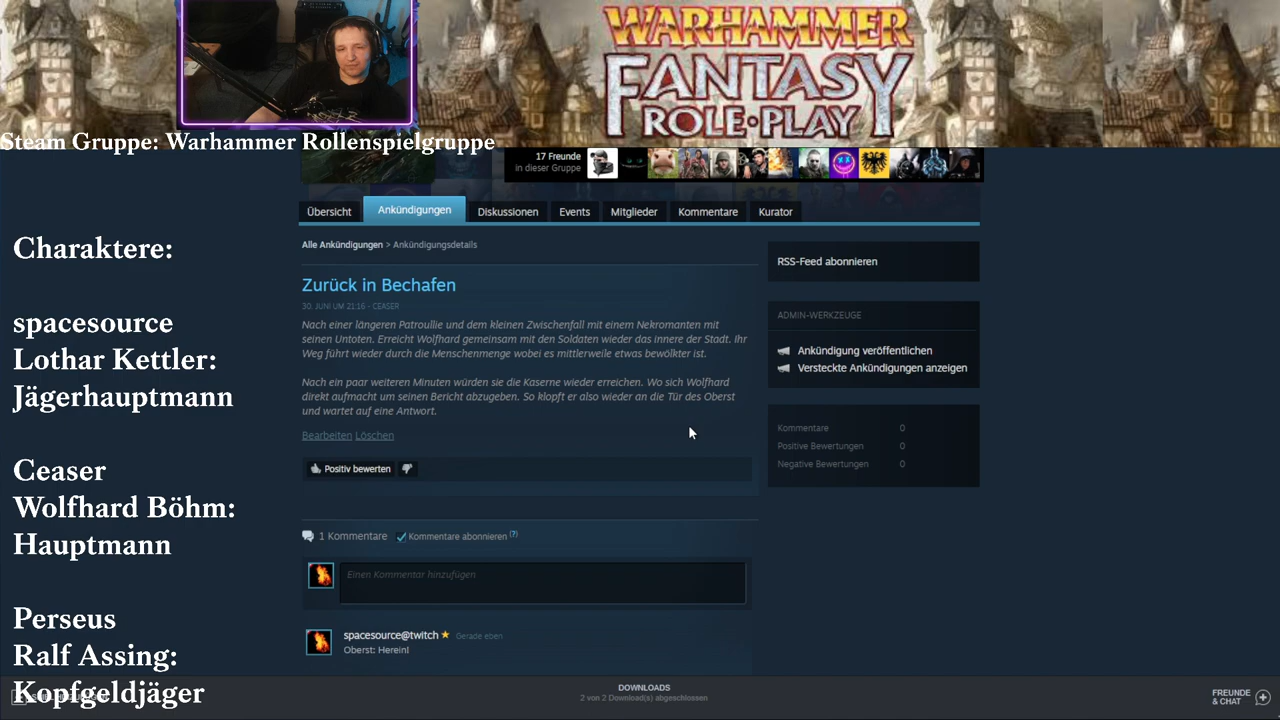 WARHAMMER
FANTASY
ROLE·PLAY
Steam Gruppe: Warhammer Rollenspielgruppe
17 Freunde
in dieser Gruppe
Übersicht
Ankündigungen
Diskussionen
Events
Mitglieder
Kommentare
Kurator
Alle Ankündigungen > Ankündigungsdetails
Zurück in Bechafen
30. JUNI UM 21:16 - CEASER
Nach einer längeren Patroullie und dem kleinen Zwischenfall mit einem Nekromanten mit
seinen Untoten. Erreicht Wolfhard gemeinsam mit den Soldaten wieder das innere der Stadt. Ihr
Weg führt wieder durch die Menschenmenge wobei es mittlerweile etwas bewölkter ist.
Nach ein paar weiteren Minuten würden sie die Kaserne wieder erreichen. Wo sich Wolfhard
direkt aufmacht um seinen Bericht abzugeben. So klopft er also wieder an die Tür des Oberst
und wartet auf eine Antwort.
Bearbeiten Löschen
Positiv bewerten
1 Kommentare
Kommentare abonnieren (?)
Einen Kommentar hinzufügen
spacesource@twitch Gerade eben
Oberst: Herein!
RSS-Feed abonnieren
ADMIN-WERKZEUGE
Ankündigung veröffentlichen
Versteckte Ankündigungen anzeigen
Kommentare 0
Positive Bewertungen 0
Negative Bewertungen 0
Charaktere:
spacesource
Lothar Kettler:
Jägerhauptmann
Ceaser
Wolfhard Böhm:
Hauptmann
Perseus
Ralf Assing:
Kopfgeldjäger
DOWNLOADS
2 von 2 Download(s) abgeschlossen
FREUNDE
& CHAT